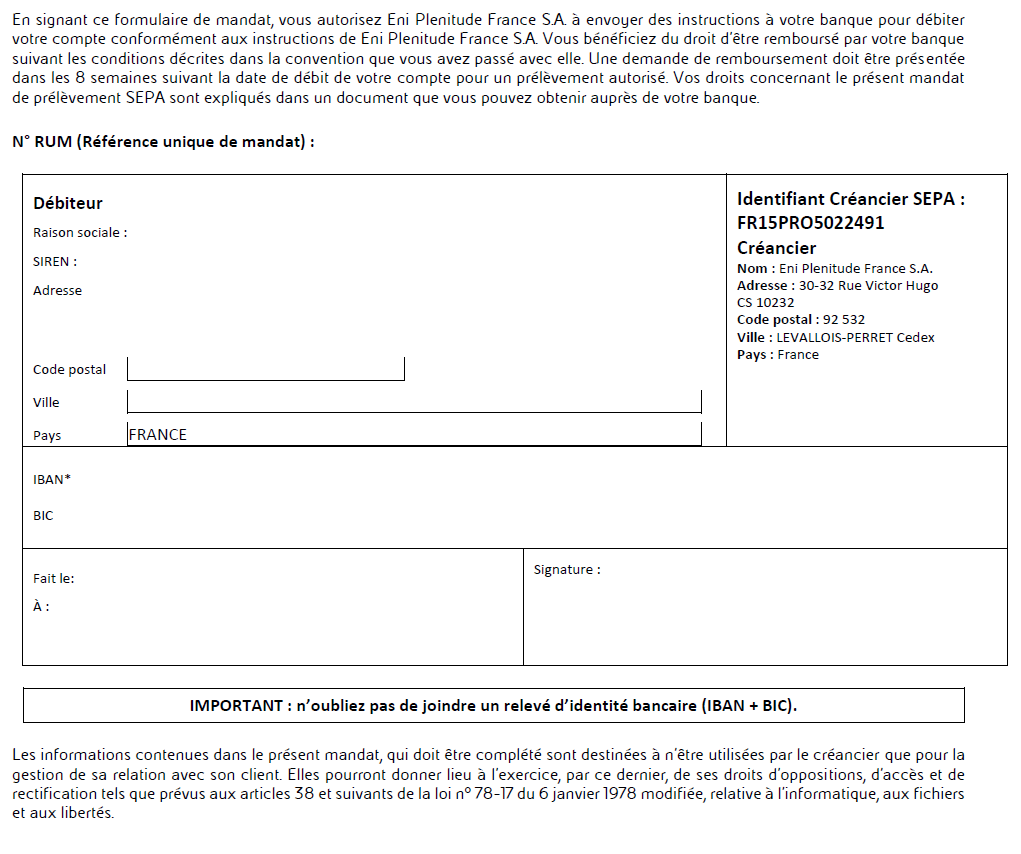 En signant ce formulaire de mandat, vous autorisez Eni Plenitude France S.A. à envoyer des instructions à votre banque pour débiter
votre compte conformément aux instructions de Eni Plenitude France S.A. Vous bénéficiez du droit d'être remboursé par votre banque
suivant les conditions décrites dans la convention que vous avez passé avec elle. Une demande de remboursement doit être présentée
dans les 8 semaines suivant la date de débit de votre compte pour un prélèvement autorisé. Vos droits concernant le présent mandat
de prélèvement SEPA sont expliqués dans un document que vous pouvez obtenir auprès de votre banque.
N° RUM (Référence unique de mandat) :
Débiteur
Raison sociale :
SIREN :
Adresse
Code postal
Ville
Pays FRANCE
Identifiant Créancier SEPA :
FR15PRO5022491
Créancier
Nom : Eni Plenitude France S.A.
Adresse : 30-32 Rue Victor Hugo
CS 10232
Code postal : 92 532
Ville : LEVALLOIS-PERRET Cedex
Pays : France
IBAN*
BIC
Fait le:
À :
Signature :
IMPORTANT : n'oubliez pas de joindre un relevé d'identité bancaire (IBAN + BIC).
Les informations contenues dans le présent mandat, qui doit être complété sont destinées à n'être utilisées par le créancier que pour la
gestion de sa relation avec son client. Elles pourront donner lieu à l'exercice, par ce dernier, de ses droits d'oppositions, d'accès et de
rectification tels que prévus aux articles 38 et suivants de la loi n° 78-17 du 6 janvier 1978 modifiée, relative à l'informatique, aux fichiers
et aux libertés.